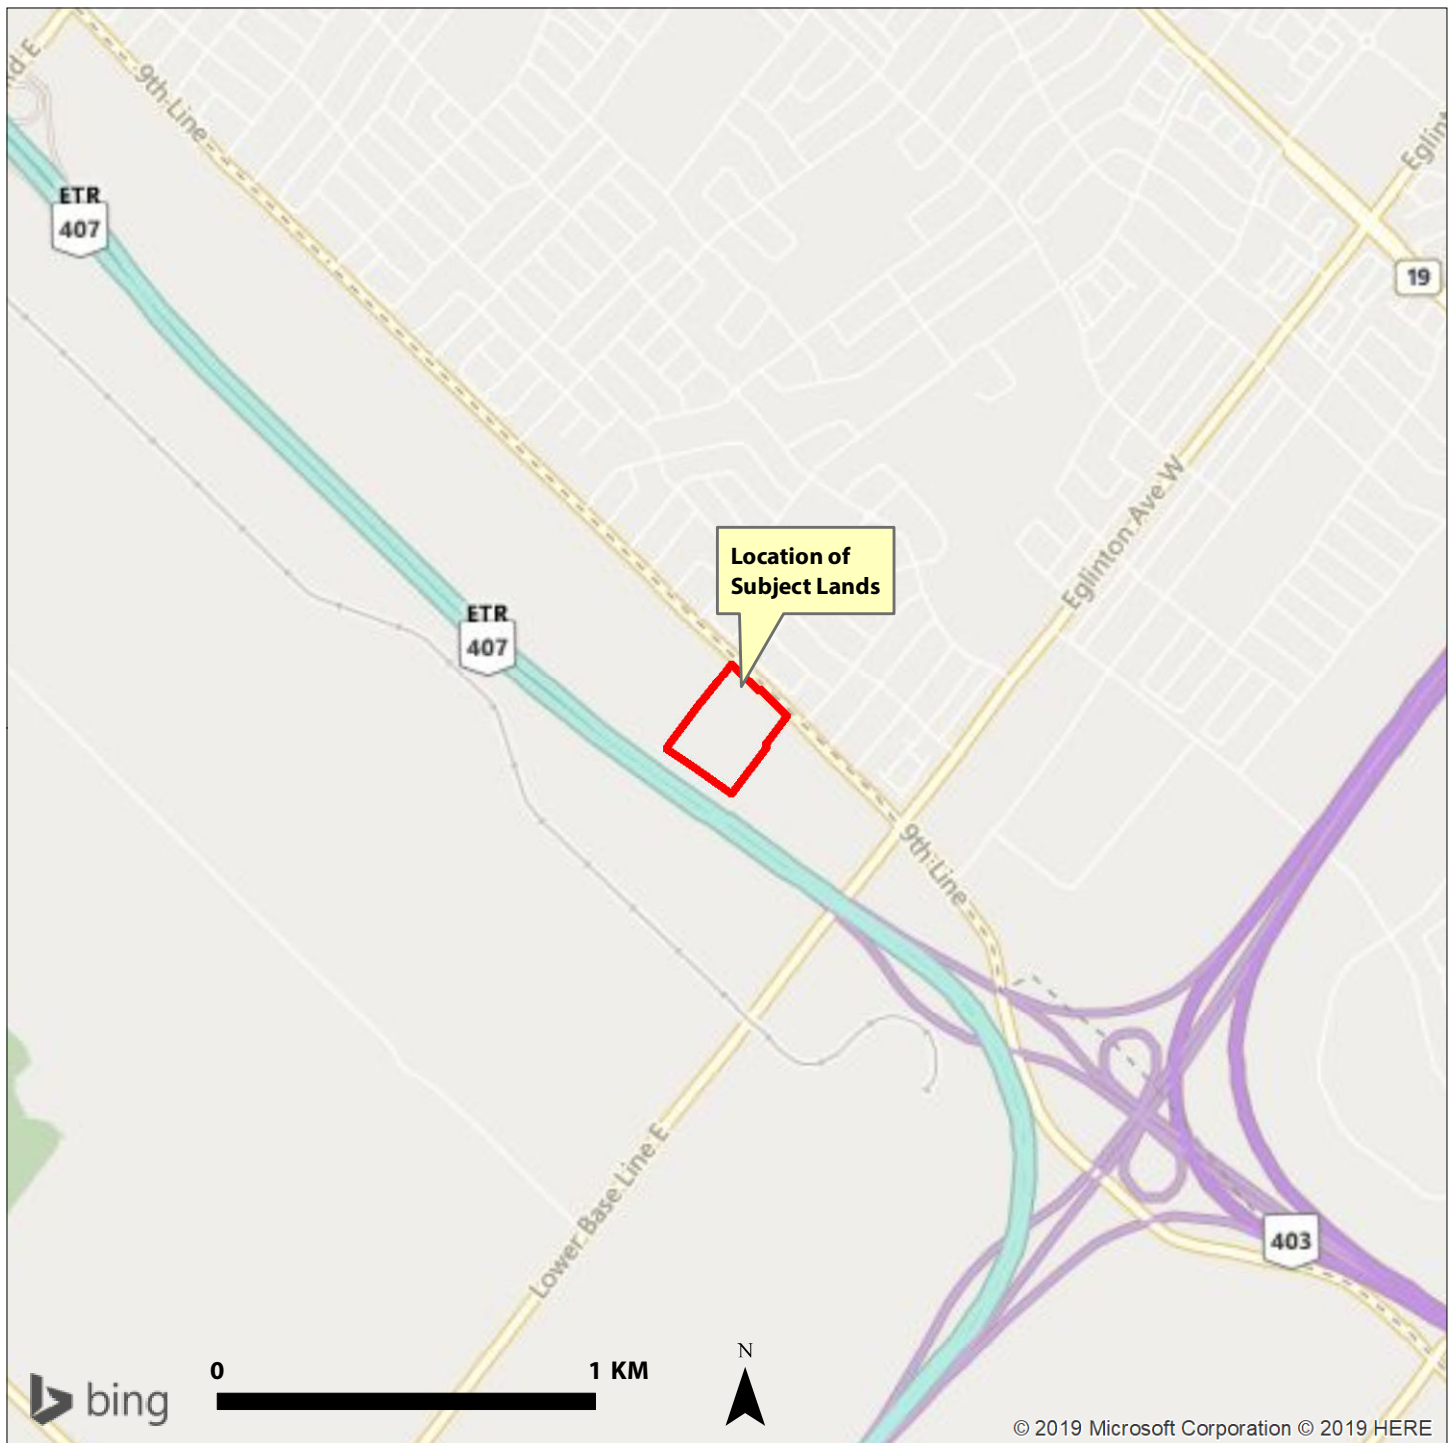 9th Line
ETR
407
Eglin
19
Eglinton Ave W
Location of
Subject Lands
ETR
407
9th Line
Lower Base Line E
403
0
1 KM
N
bing
© 2019 Microsoft Corporation © 2019 HERE